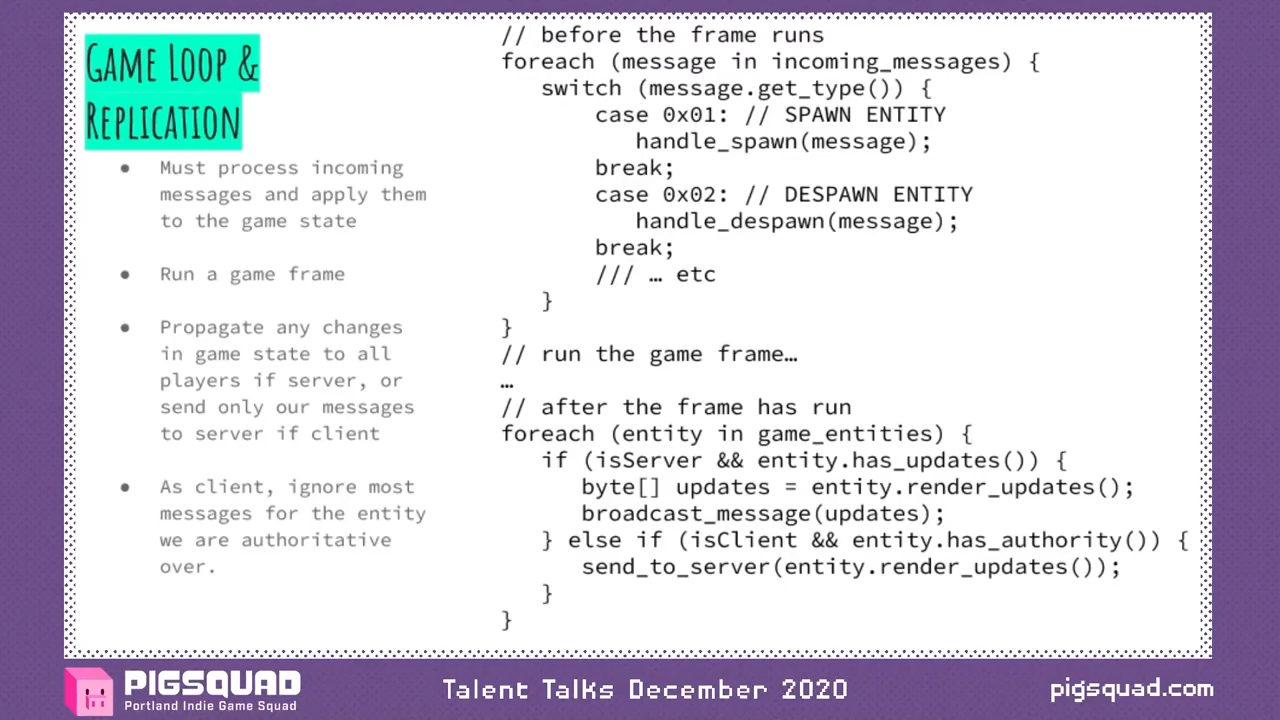 GAME LOOP &
REPLICATION
● Must process incoming
messages and apply them
to the game state
● Run a game frame
● Propagate any changes
in game state to all
players if server, or
send only our messages
to server if client
● As client, ignore most
messages for the entity
we are authoritative
over.
// before the frame runs
foreach (message in incoming_messages) {
switch (message.get_type()) {
case 0x01: // SPAWN ENTITY
handle_spawn(message);
break;
case 0x02: // DESPAWN ENTITY
handle_despawn(message);
break;
/// … etc
}
}
// run the game frame…
…
// after the frame has run
foreach (entity in game_entities) {
if (isServer && entity.has_updates()) {
byte[] updates = entity.render_updates();
broadcast_message(updates);
} else if (isClient && entity.has_authority()) {
send_to_server(entity.render_updates());
}
}
PIGSQUAD
Portland Indie Game Squad
Talent Talks December 2020
pigsquad.com